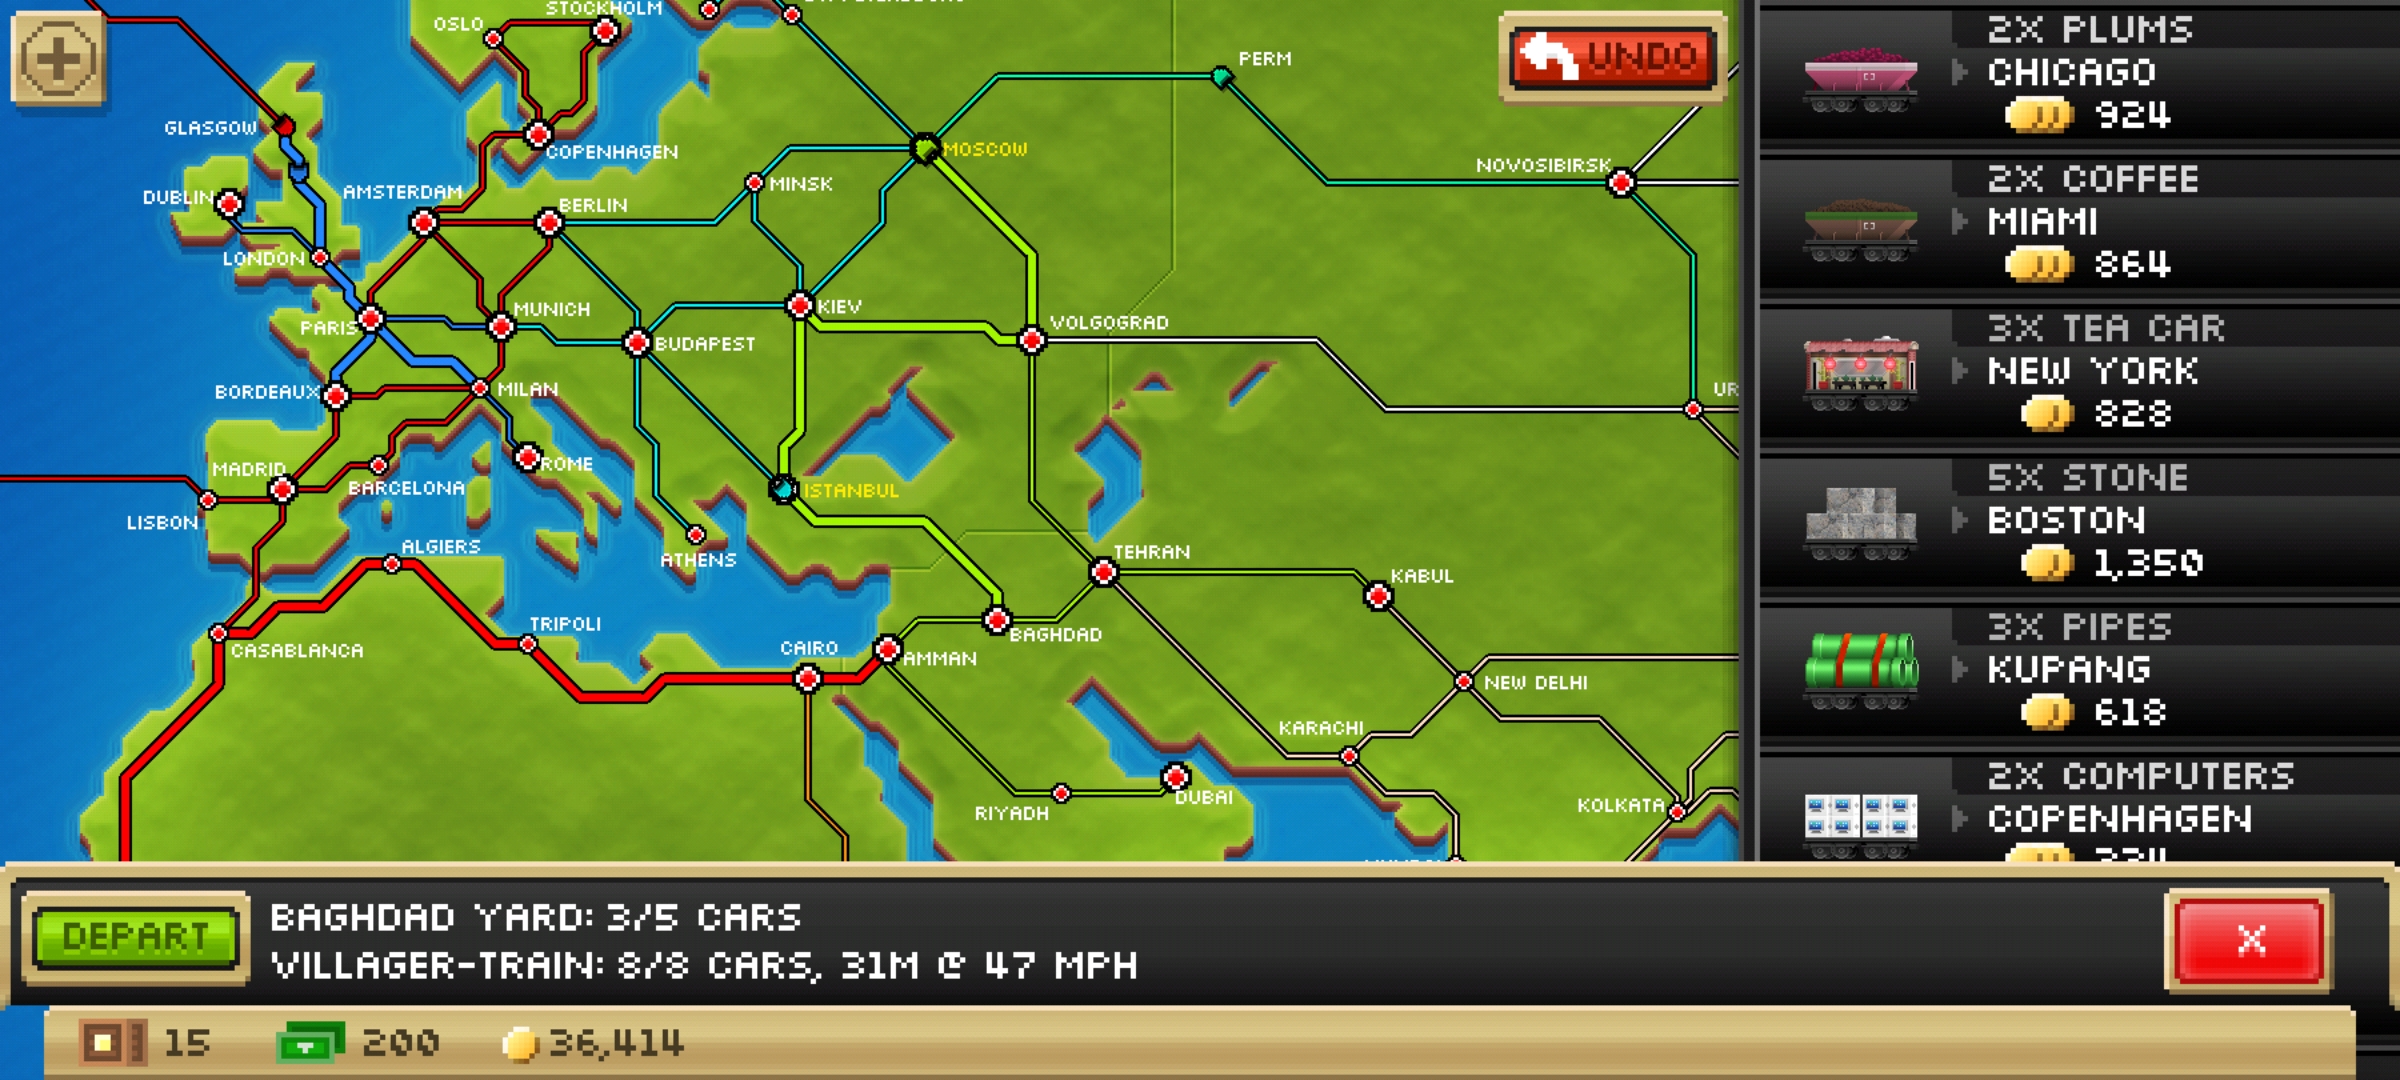 STOCKHOLM
OSLO
PERM
UNDO
GLASGOW
COPENHAGEN
MOSCOW
NOVOSIBIRSK
DUBLIN
AMSTERDAM
BERLIN
MINSK
LONDON
PARIS
MUNICH
KIEV
VOLGOGRAD
BUDAPEST
BORDEAUX
MILAN
UR
MADRID
ROME
BARCELONA
ISTANBUL
LISBON
ALGIERS
ATHENS
TEHRAN
KABUL
CASABLANCA
TRIPOLI
CAIRO
AMMAN
BAGHDAD
NEW DELHI
KARACHI
RIYADH
DUBAI
KOLKATA
2X PLUMS
CHICAGO
924
2X COFFEE
MIAMI
864
3X TEA CAR
NEW YORK
828
5X STONE
BOSTON
1,350
3X PIPES
KUPANG
618
2X COMPUTERS
COPENHAGEN
DEPART
BAGHDAD YARD: 3/5 CARS
VILLAGER-TRAIN: 8/8 CARS, 31M @ 47 MPH
X
15
200
36,414